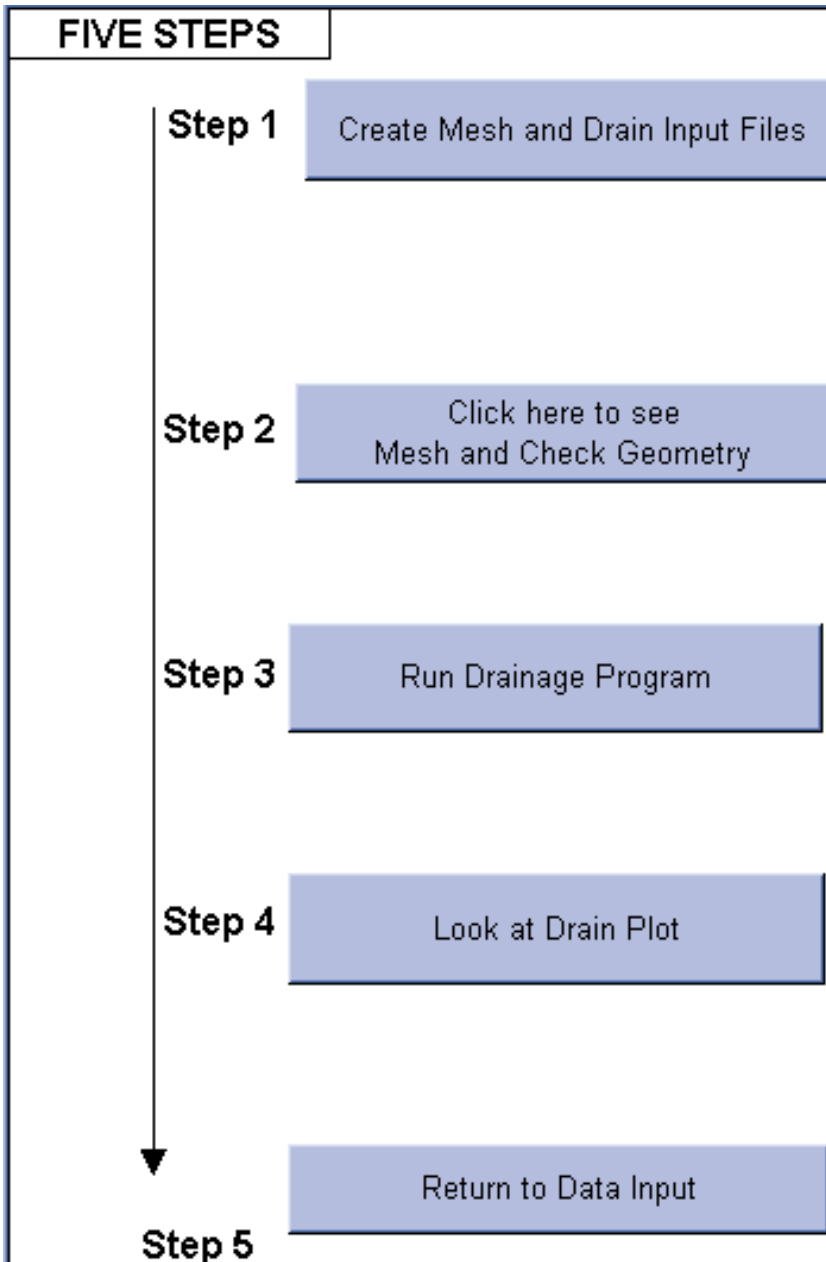 FIVE STEPS
Step 1
Create Mesh and Drain Input Files
Step 2
Click here to see
Mesh and Check Geometry
Step 3
Run Drainage Program
Step 4
Look at Drain Plot
Return to Data Input
Step 5